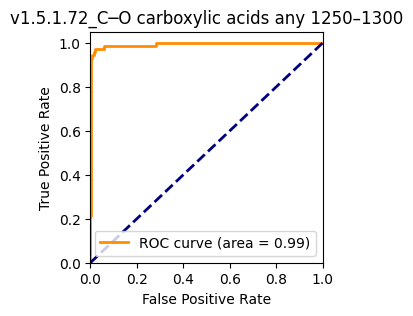 v1.5.1.72_C─O carboxylic acids any 1250–1300
1.0
0.8
0.6
0.4
0.2
0.0
True Positive Rate
ROC curve (area = 0.99)
0.0 0.2 0.4 0.6 0.8 1.0
False Positive Rate